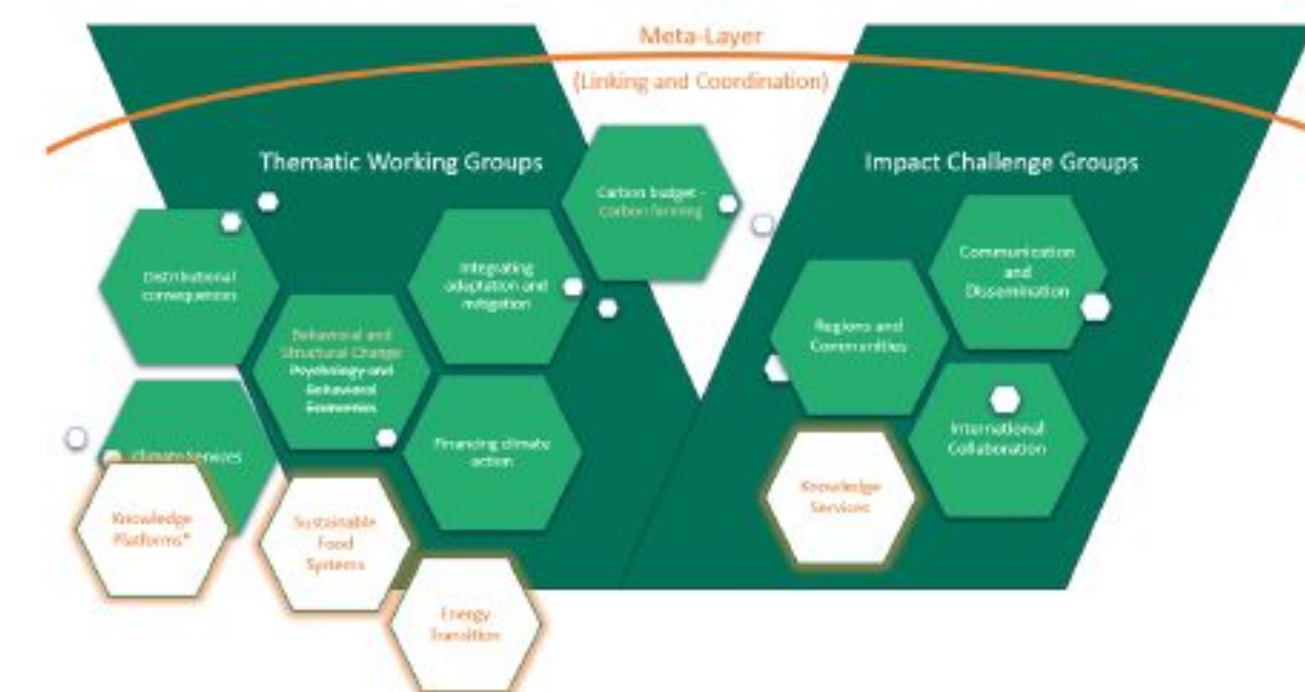 Meta-Layer
(Linking and Coordination)
Thematic Working Groups
Impact Challenge Groups
Carbon budget -
carbon farming
Distributional
consequences
Integrating
adaptation and
mitigation
Communication
and
Dissemination
Behavioral and
Structural Change
Psychology and
Behavioral
Economics
Regions and
Communities
Climate Services
Financing climate
action
International
Collaboration
Knowledge
Platforms*
Sustainable
Food
Systems
Knowledge
Services
Energy
Transition